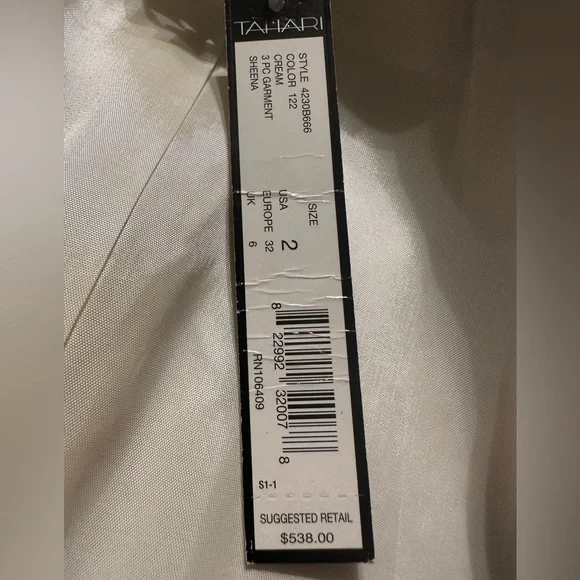 TAHARI
STYLE 4230B666
COLOR 122
CREAM
3 PC GARMENT
SHEENA
SIZE
USA 2
EUROPE 32
UK 6
8 22992 32007 8
RN106409
S1-1
SUGGESTED RETAIL
$538.00